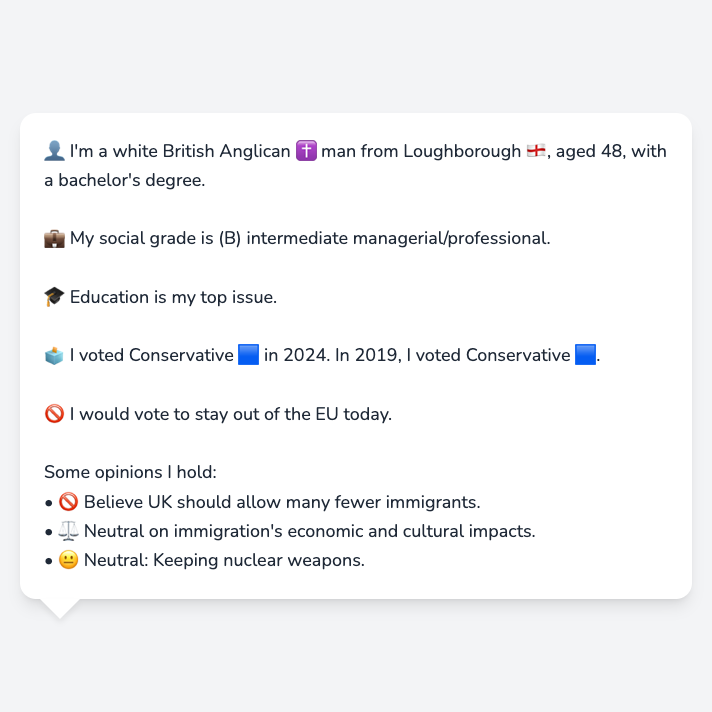 👤 I'm a white British Anglican ✝️ man from Loughborough 🏴󠁧󠁢󠁥󠁮󠁧󠁿, aged 48, with
a bachelor's degree.
💼 My social grade is (B) intermediate managerial/professional.
🎓 Education is my top issue.
🗳️ I voted Conservative 🟦 in 2024. In 2019, I voted Conservative 🟦.
🚫 I would vote to stay out of the EU today.
Some opinions I hold:
• 🚫 Believe UK should allow many fewer immigrants.
• ⚖️ Neutral on immigration's economic and cultural impacts.
• 😐 Neutral: Keeping nuclear weapons.